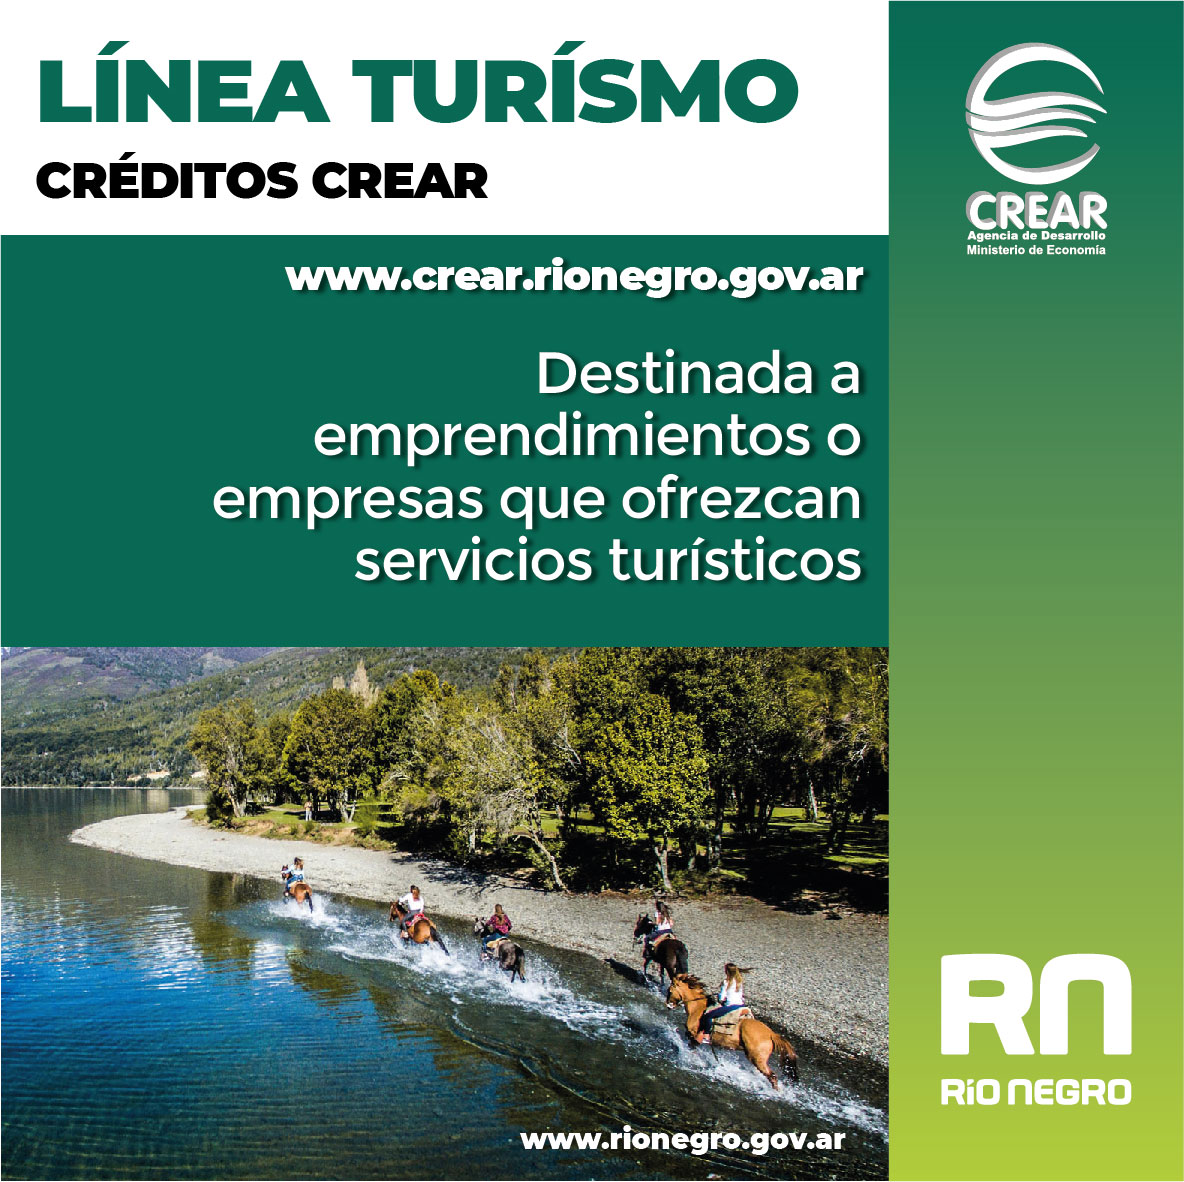 LÍNEA TURÍSMO
CRÉDITOS CREAR
www.crear.rionegro.gov.ar
Destinada a
emprendimientos o
empresas que ofrezcan
servicios turísticos
CREAR
Agencia de Desarrollo
Ministerio de Economía
RN
RÍO NEGRO
www.rionegro.gov.ar